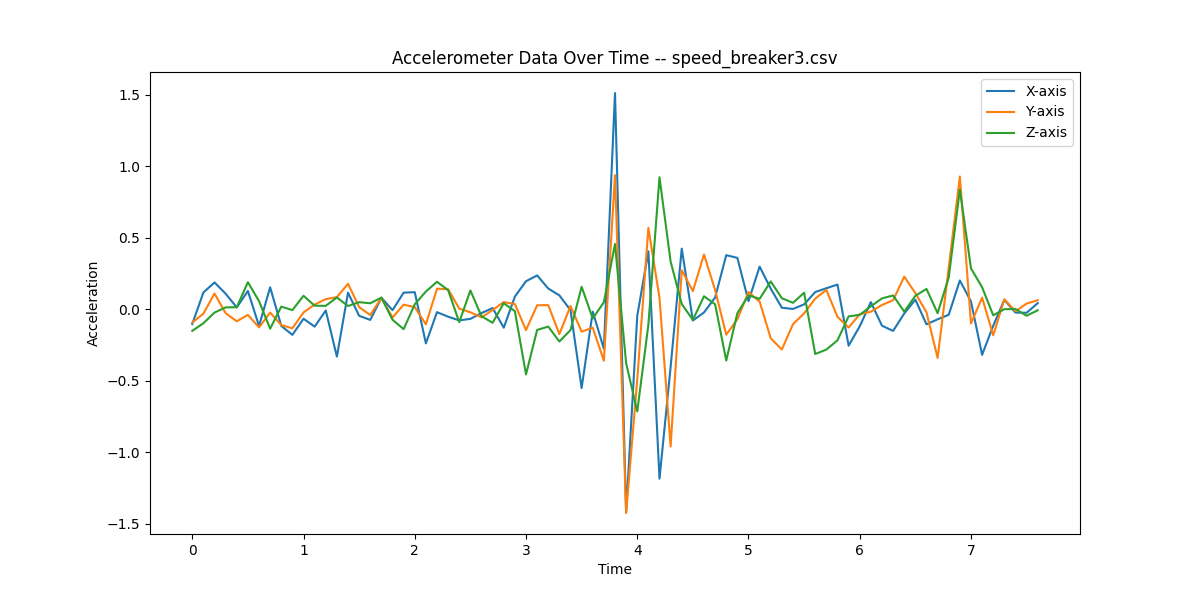 Accelerometer Data Over Time -- speed_breaker3.csv
X-axis
Y-axis
Z-axis
1.5
1.0
0.5
0.0
−0.5
−1.0
−1.5
Acceleration
0 1 2 3 4 5 6 7
Time